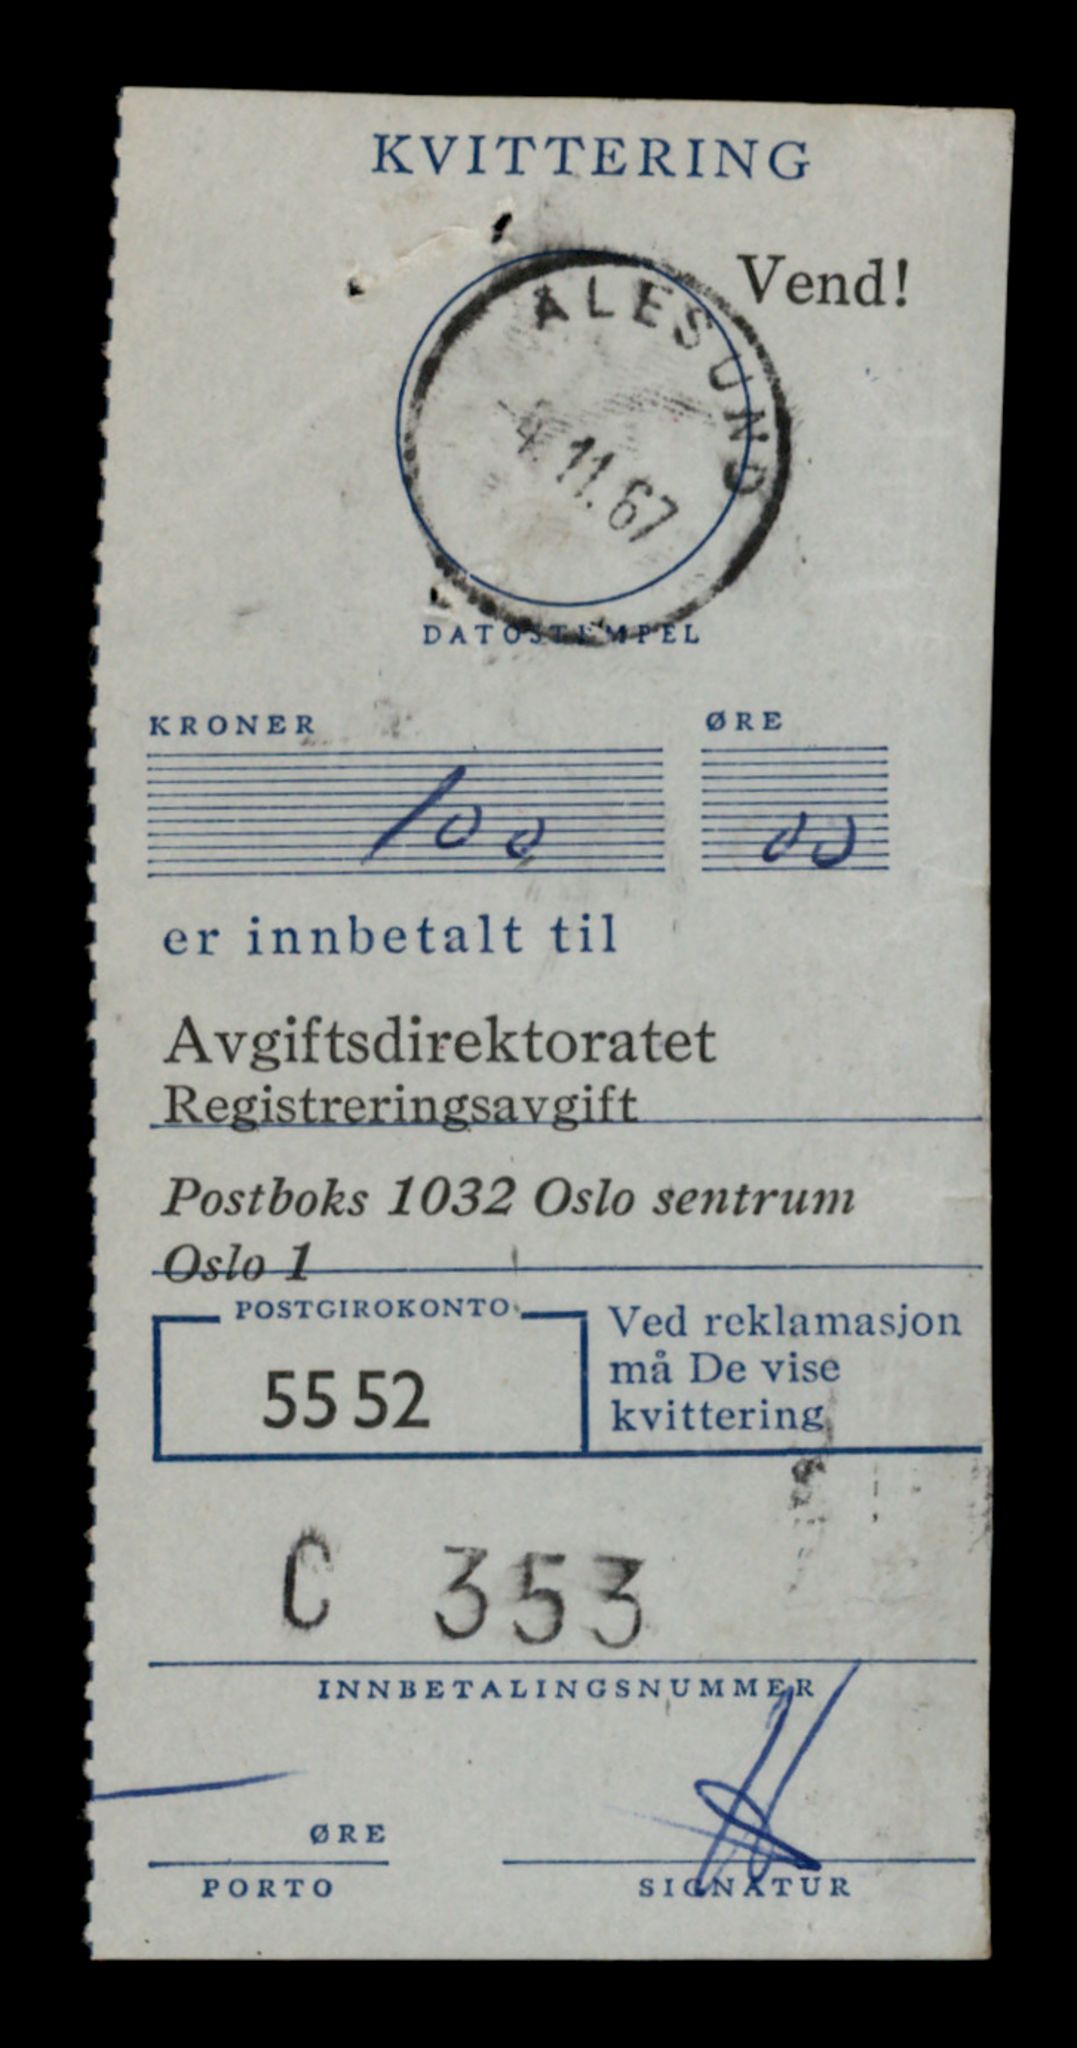 KVITTERING
Vend!
ÅLESUND
4.11.67
DATOSTEMPEL
KRONER ØRE
100 00
er innbetalt til
Avgiftsdirektoratet
Registreringsavgift
Postboks 1032 Oslo sentrum
Oslo 1
POSTGIROKONTO
55 52
Ved reklamasjon
må De vise
kvittering
C 353
INNBETALINGSNUMMER
ØRE
PORTO
SIGNATUR